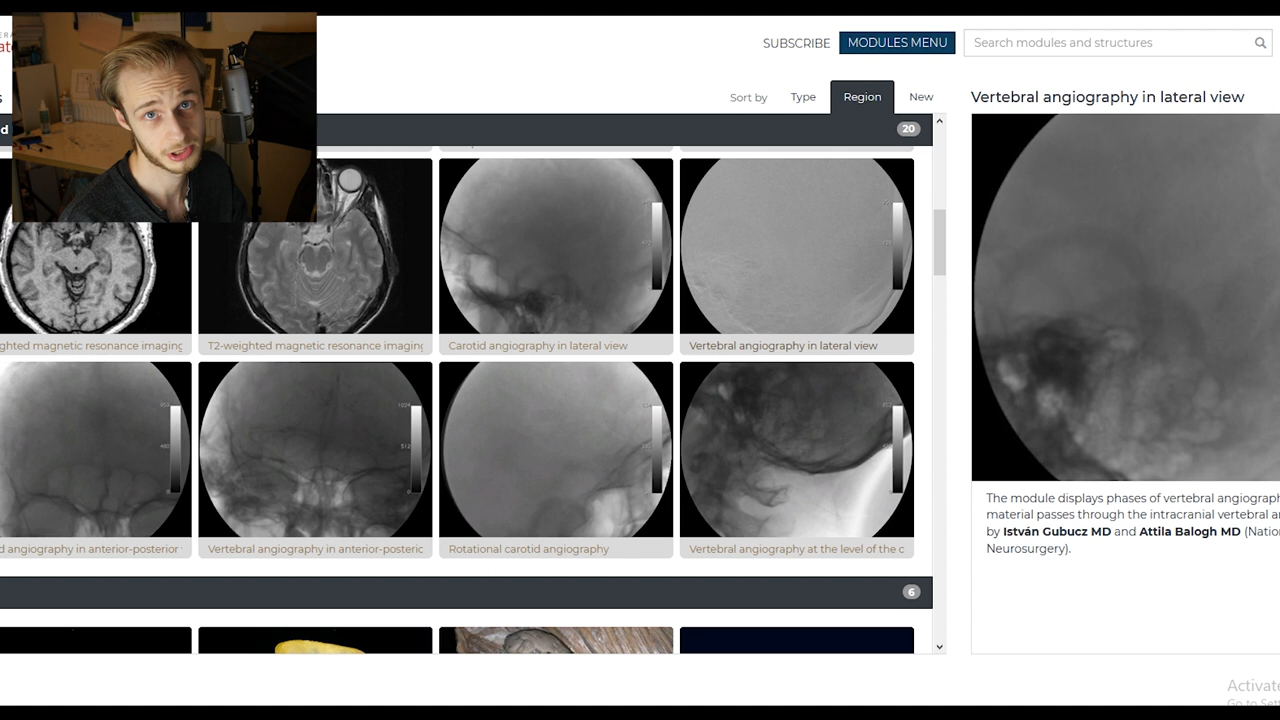 SUBSCRIBE
MODULES MENU
Search modules and structures
Sort by
Type
Region
New
20
ghted magnetic resonance imaging
T2-weighted magnetic resonance imaging
Carotid angiography in lateral view
Vertebral angiography in lateral view
d angiography in anterior-posterior
Vertebral angiography in anterior-posteric
Rotational carotid angiography
Vertebral angiography at the level of the c
6
Vertebral angiography in lateral view
The module displays phases of vertebral angiograph
material passes through the intracranial vertebral a
by István Gubucz MD and Attila Balogh MD (Natio
Neurosurgery).
Activate